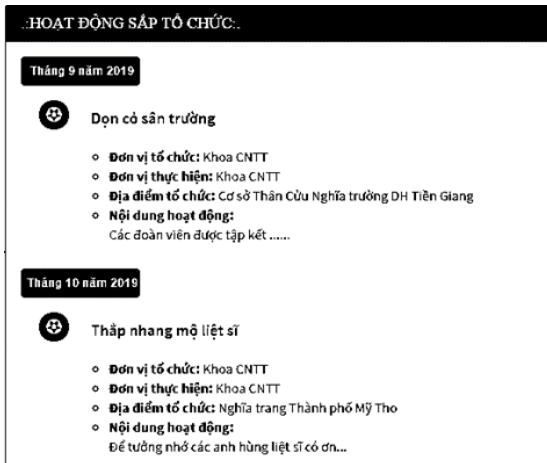 .:HOẠT ĐỘNG SẮP TỔ CHỨC:.
Tháng 9 năm 2019
Dọn cỏ sân trường
Đơn vị tổ chức: Khoa CNTT
Đơn vị thực hiện: Khoa CNTT
Địa điểm tổ chức: Cơ sở Thân Cửu Nghĩa trường DH Tiền Giang
Nội dung hoạt động:
Các đoàn viên được tập kết ......
Tháng 10 năm 2019
Thắp nhang mộ liệt sĩ
Đơn vị tổ chức: Khoa CNTT
Đơn vị thực hiện: Khoa CNTT
Địa điểm tổ chức: Nghĩa trang Thành phố Mỹ Tho
Nội dung hoạt động:
Để tưởng nhớ các anh hùng liệt sĩ có ơn...